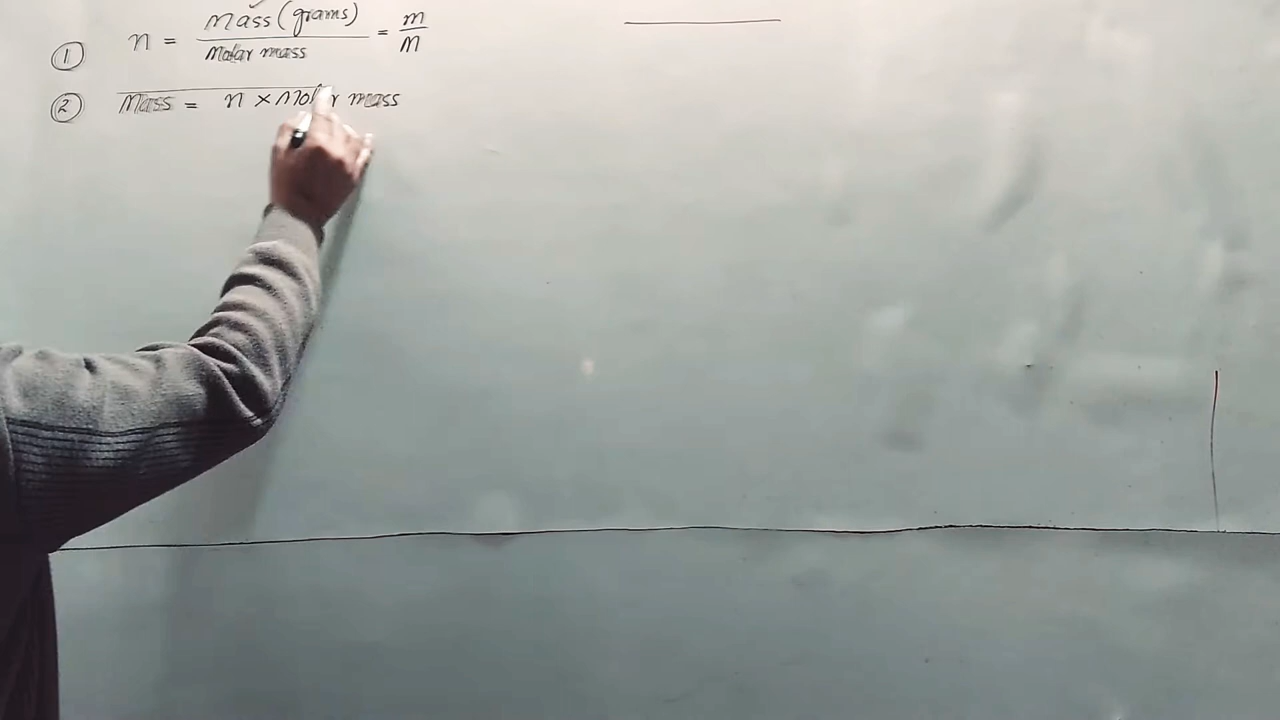 ① n = Mass (grams) / Molar mass = m / M
② Mass = n × Molar mass